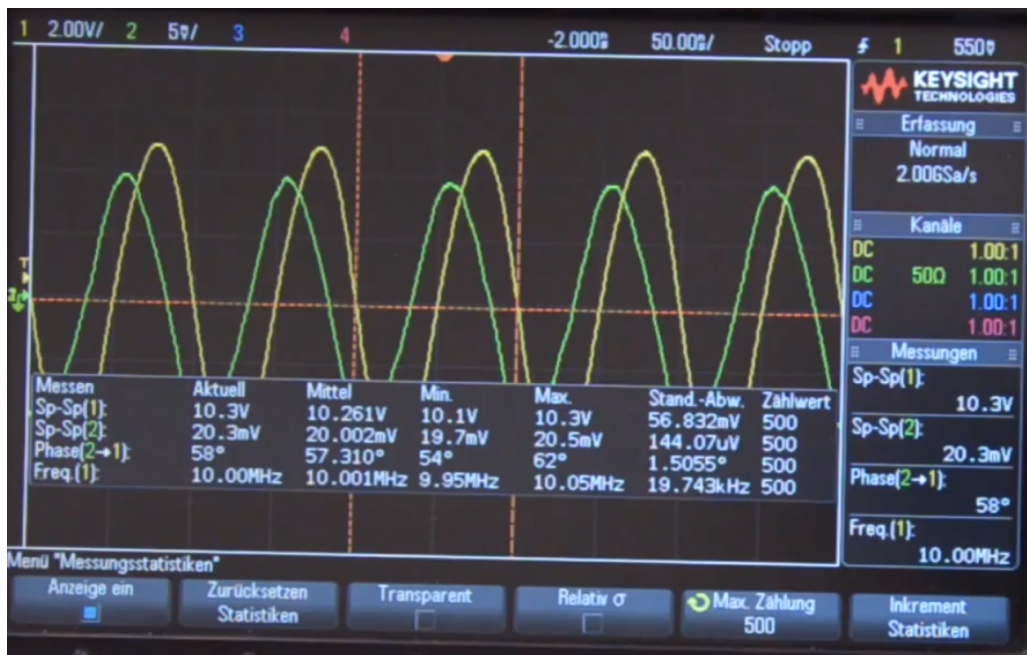 1 2.00V/ 2 5mV/ 3 4 -2.000s 50.00s/ Stopp 1 550
KEYSIGHT
TECHNOLOGIES
Erfassung
Normal
2.00GSa/s
Kanäle
DC 1.00:1
DC 50Ω 1.00:1
DC 1.00:1
DC 1.00:1
Messungen
Sp-Sp(1):
10.3V
Sp-Sp(2):
20.3mV
Phase(2→1):
58°
Freq.(1):
10.00MHz
T
Messen Aktuell Mittel Min. Max. Stand.-Abw. Zählwert
Sp-Sp(1): 10.3V 10.261V 10.1V 10.3V 56.832mV 500
Sp-Sp(2): 20.3mV 20.002mV 19.7mV 20.5mV 144.07uV 500
Phase(2→1): 58° 57.310° 54° 62° 1.5055° 500
Freq.(1): 10.00MHz 10.001MHz 9.95MHz 10.05MHz 19.743kHz 500
Menü "Messungsstatistiken"
Anzeige ein
Zurücksetzen
Statistiken
Transparent
Relativ σ
Max. Zählung
500
Inkrement
Statistiken